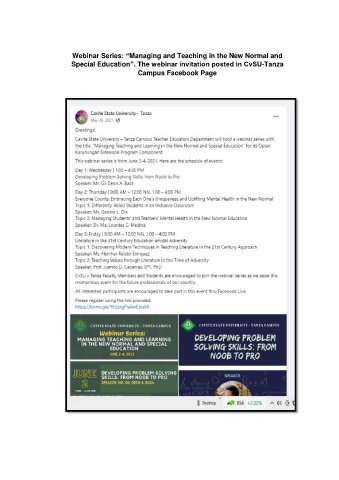 Webinar Series: “Managing and Teaching in the New Normal and
Special Education”. The webinar invitation posted in CvSU-Tanza
Campus Facebook Page
Cavite State University - Tanza
May 29, 2021
Greetings!
Cavite State University – Tanza Campus Teacher Education Department will hold a webinar series with
the title, "Managing Teaching and Learning in the New Normal and Special Education" for its Oplan
Karunungan Extension Program Component.
This webinar series is from June 2-4, 2021. Here are the schedule of events:
Day 1: Wednesday | 1:00 – 4:00 PM
Developing Problem Solving Skills: from Noob to Pro
Speaker: Mr. Gil Deon A. Basa
Day 2: Thursday | 9:00 AM – 12:00 NN, 1:00 – 4:00 PM
Everyone Counts: Embracing Each One's Uniqueness and Uplifting Mental Health in the New Normal
Topic 1: Differently Abled Students in an Inclusive Classroom
Speaker: Ms. Genine L. Ola
Topic 2: Managing Students' and Teachers' Mental Health in the New Normal Education
Speaker: Dr. Ma. Lourdes G. Medina
Day 3: Friday | 9:00 AM – 12:00 NN, 1:00 – 4:00 PM
Literature in the 21st Century Education amidst Adversity
Topic 1: Discovering Modern Techniques in Teaching Literature in the 21st Century Approach
Speaker: Ms.
Topic 2: Teaching Values through Literature in this Time of Adversity
Speaker: Prof. Juanito D. Cabanias, LPT, PhD
CvSU – Tanza Faculty Members and Students are encouraged to join the webinar series as we seize this
momentous event for the future professionals of our country.
All interested participants are encouraged to take part in this event thru Facebook Live.
Please register using the link provided:
CAVITE STATE UNIVERSITY - TANZA
Webinar Series:
MANAGING TEACHING AND LEARNING
IN THE NEW NORMAL AND SPECIAL
EDUCATION
JUNE 2-4, 2021
CAVITE STATE UNIVERSITY - TANZA
DEVELOPING PROBLEM
SOLVING SKILLS: FROM
NOOB TO PRO
JUNE
2
DEVELOPING PROBLEM SOLVING
SKILLS: FROM NOOB TO PRO
SPEAKER: MR. GIL DEON A. BASA
SPEAKER
Desktop
+2.02%